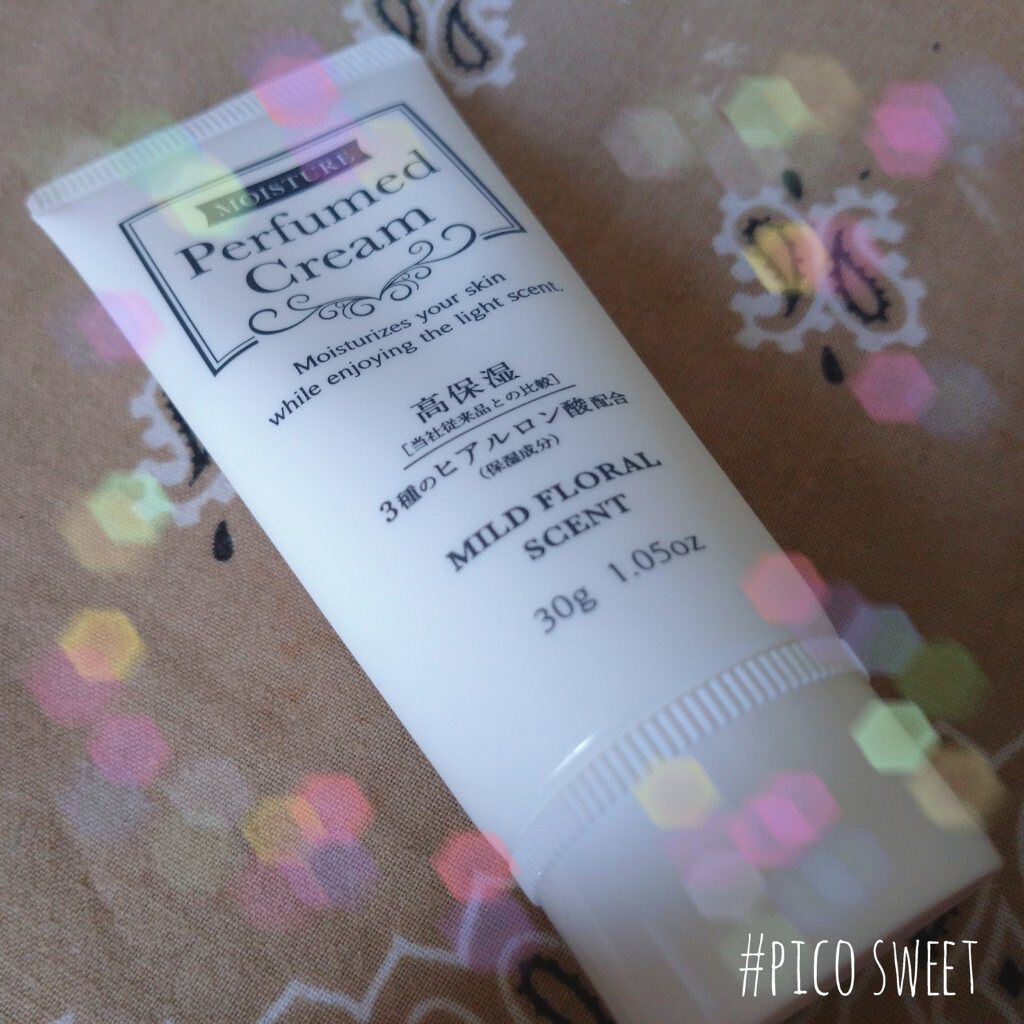 MOISTURE
Perfumed
Cream
Moisturizes your skin
while enjoying the light scent.
高保湿
[当社従来品との比較]
3種のヒアルロン酸配合
(保湿成分)
MILD FLORAL
SCENT
30g 1.05oz
#PICO SWEET